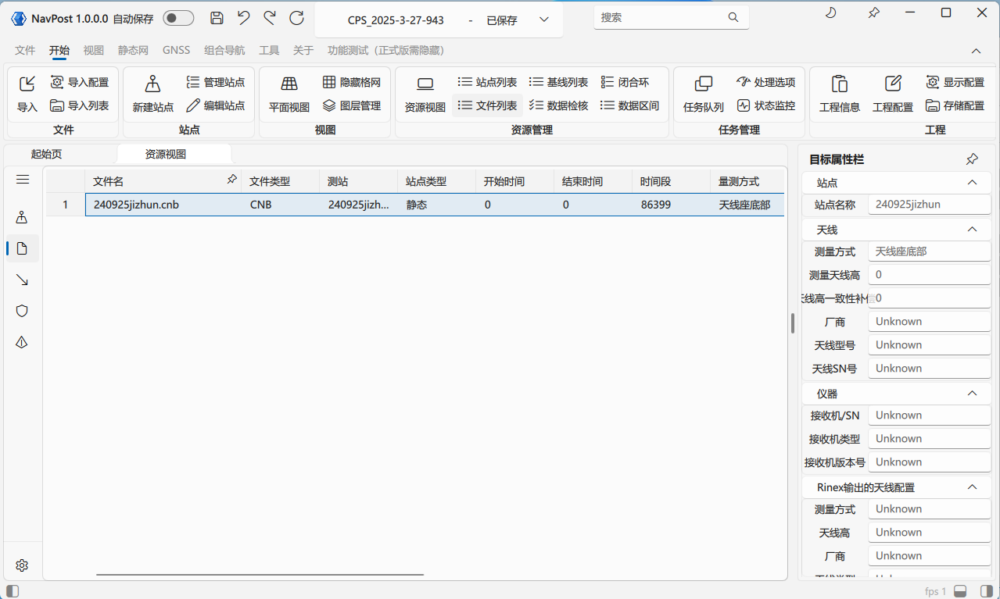 NavPost 1.0.0.0 自动保存 CPS_2025-3-27-943 - 已保存 搜索
文件 开始 视图 静态网 GNSS 组合导航 工具 关于 功能测试（正式版需隐藏）
导入 导入配置 导入列表 文件
新建站点 管理站点 编辑站点 站点
平面视图 隐藏格网 图层管理 视图
资源视图 站点列表 基线列表 闭合环 文件列表 数据检核 数据区间 资源管理
任务队列 处理选项 状态监控 任务管理
工程信息 工程配置 显示配置 存储配置 工程
起始页 资源视图
文件名 文件类型 测站 站点类型 开始时间 结束时间 时间段 量测方式
1 240925jizhun.cnb CNB 240925jizh... 静态 0 0 86399 天线座底部
目标属性栏
站点
站点名称 240925jizhun
天线
测量方式 天线座底部
测量天线高 0
天线高一致性补偿 0
厂商 Unknown
天线型号 Unknown
天线SN号 Unknown
仪器
接收机/SN Unknown
接收机类型 Unknown
接收机版本号 Unknown
Rinex输出的天线配置
测量方式 Unknown
天线高 Unknown
厂商 Unknown
fps 1